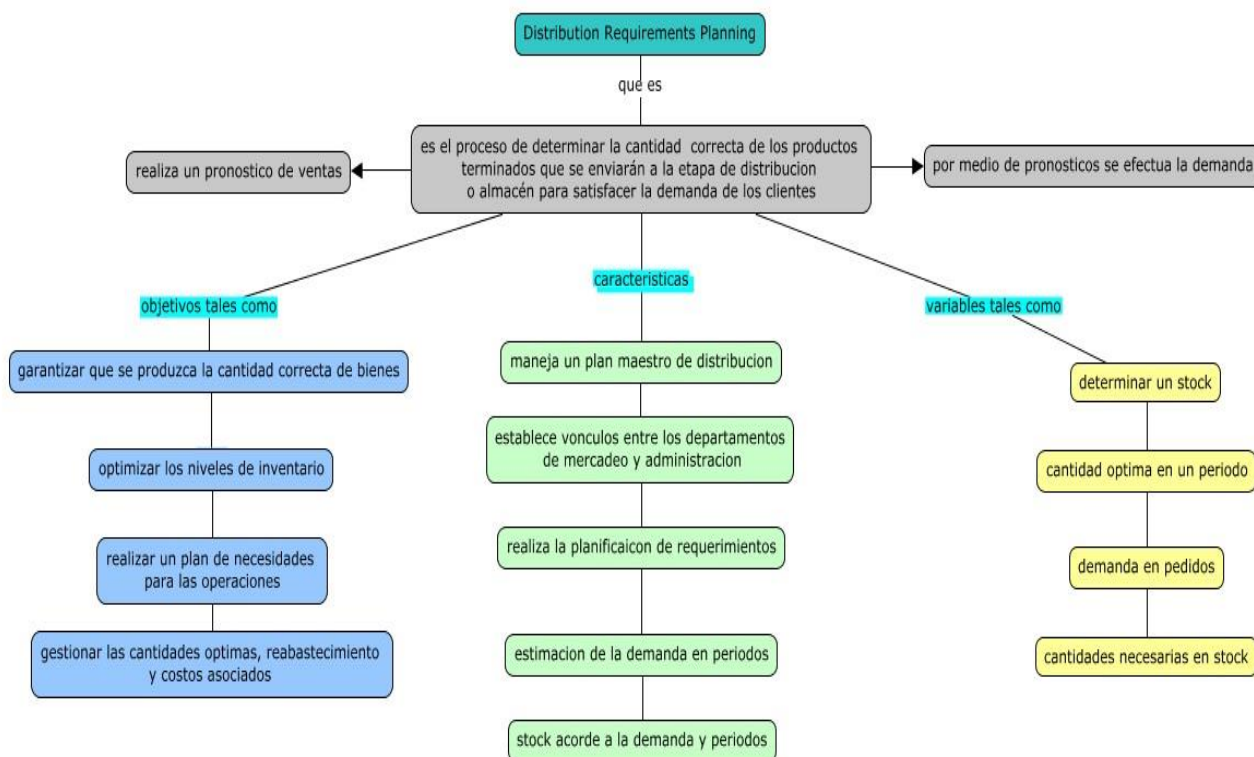 Distribution Requirements Planning
que es
es el proceso de determinar la cantidad correcta de los productos
terminados que se enviarán a la etapa de distribucion
o almacén para satisfacer la demanda de los clientes
realiza un pronostico de ventas
por medio de pronosticos se efectua la demanda
objetivos tales como
garantizar que se produzca la cantidad correcta de bienes
optimizar los niveles de inventario
realizar un plan de necesidades
para las operaciones
gestionar las cantidades optimas, reabastecimiento
y costos asociados
caracteristicas
maneja un plan maestro de distribucion
establece vonculos entre los departamentos
de mercadeo y administracion
realiza la planificaicon de requerimientos
estimacion de la demanda en periodos
stock acorde a la demanda y periodos
variables tales como
determinar un stock
cantidad optima en un periodo
demanda en pedidos
cantidades necesarias en stock